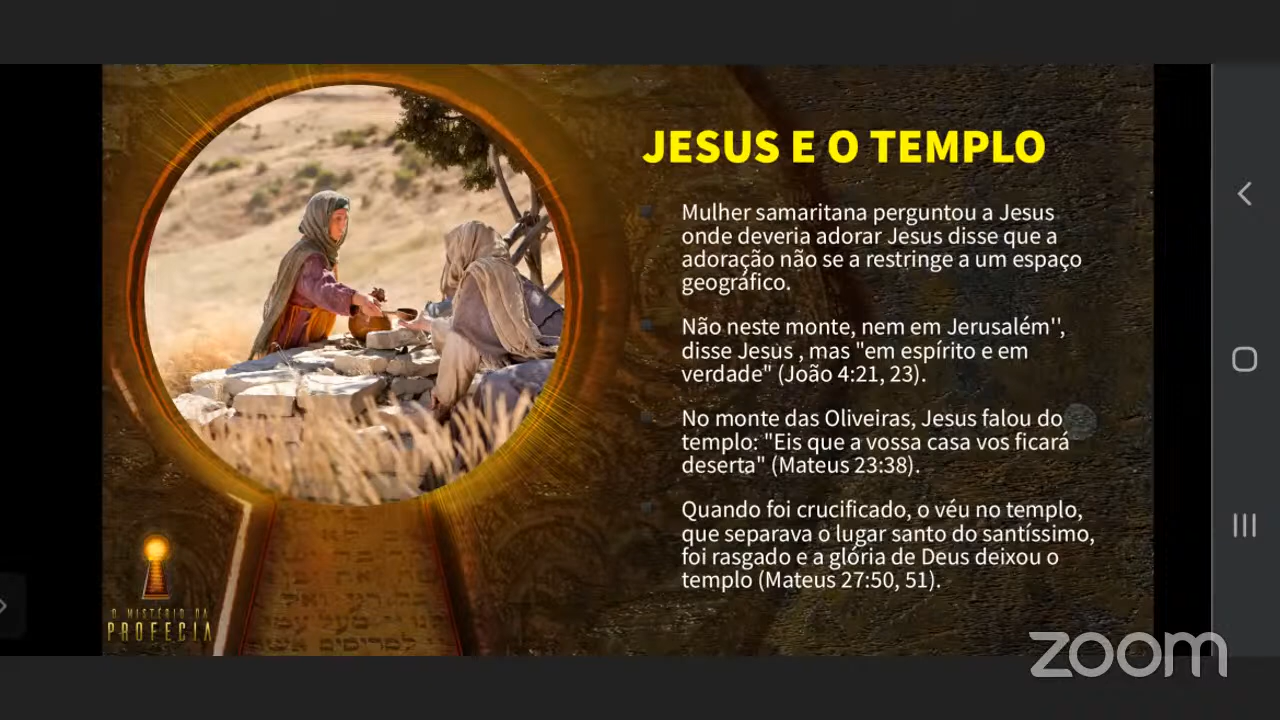 JESUS E O TEMPLO
Mulher samaritana perguntou a Jesus
onde deveria adorar Jesus disse que a
adoração não se a restringe a um espaço
geográfico.
Não neste monte, nem em Jerusalém'',
disse Jesus , mas "em espírito e em
verdade" (João 4:21, 23).
No monte das Oliveiras, Jesus falou do
templo: "Eis que a vossa casa vos ficará
deserta" (Mateus 23:38).
Quando foi crucificado, o véu no templo,
que separava o lugar santo do santíssimo,
foi rasgado e a glória de Deus deixou o
templo (Mateus 27:50, 51).
O MISTÉRIO DA
PROFECIA
zoom